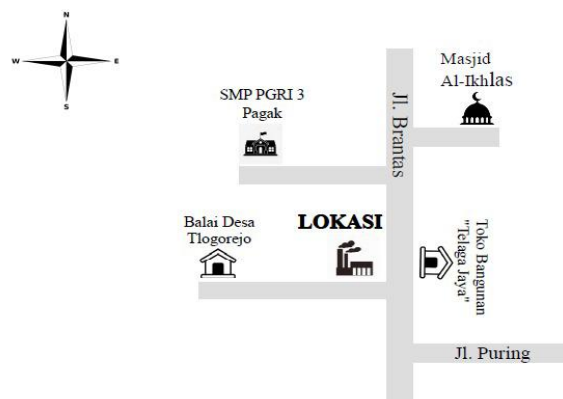 N
W E
S
Masjid
Al-Ikhlas
SMP PGRI 3
Pagak
Jl. Brantas
Balai Desa
Tlogorejo
LOKASI
Toko Bangunan
"Telaga Jaya"
Jl. Puring